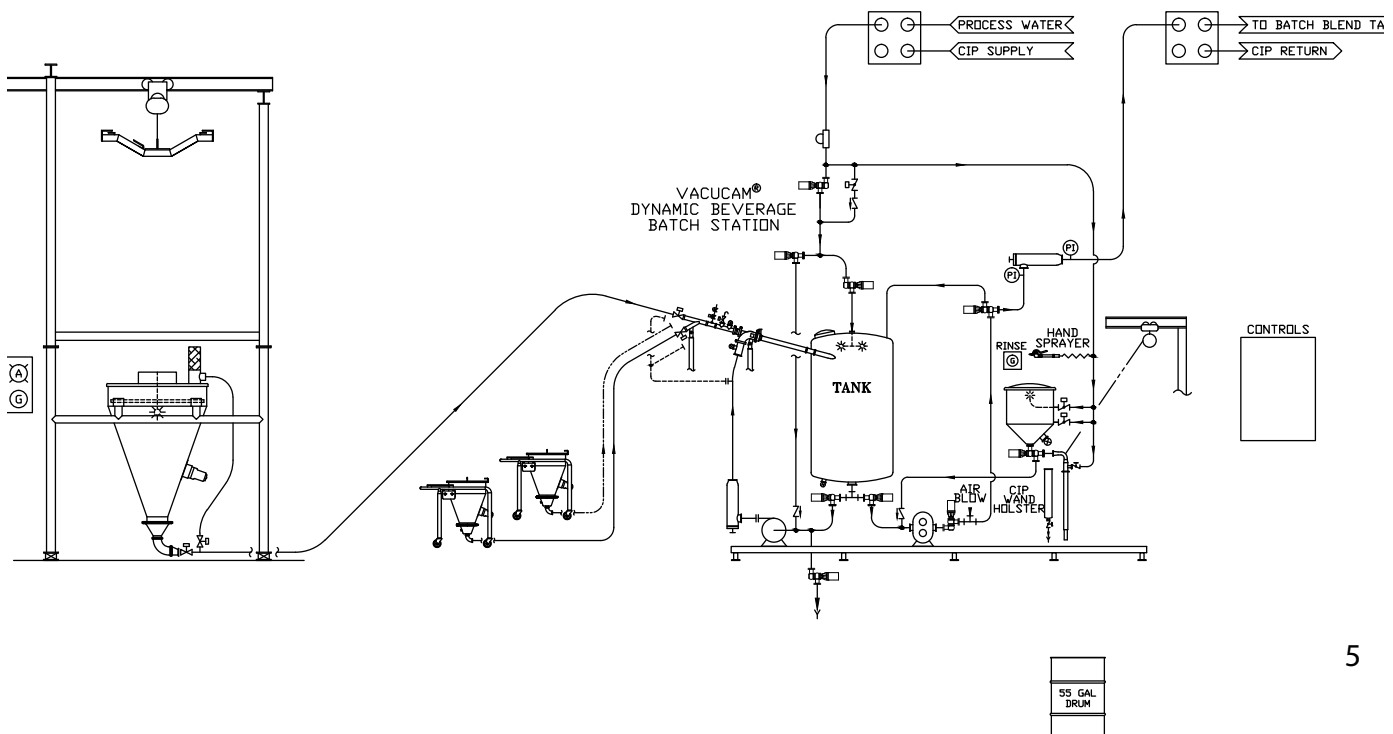 PROCESS WATER
CIP SUPPLY
TO BATCH BLEND TA
CIP RETURN
VACUCAM®
DYNAMIC BEVERAGE
BATCH STATION
PI
PI
HAND
SPRAYER
RINSE
G
CONTROLS
A
G
TANK
AIR
BLOW
CIP
WAND
HOLSTER
5
55 GAL
DRUM